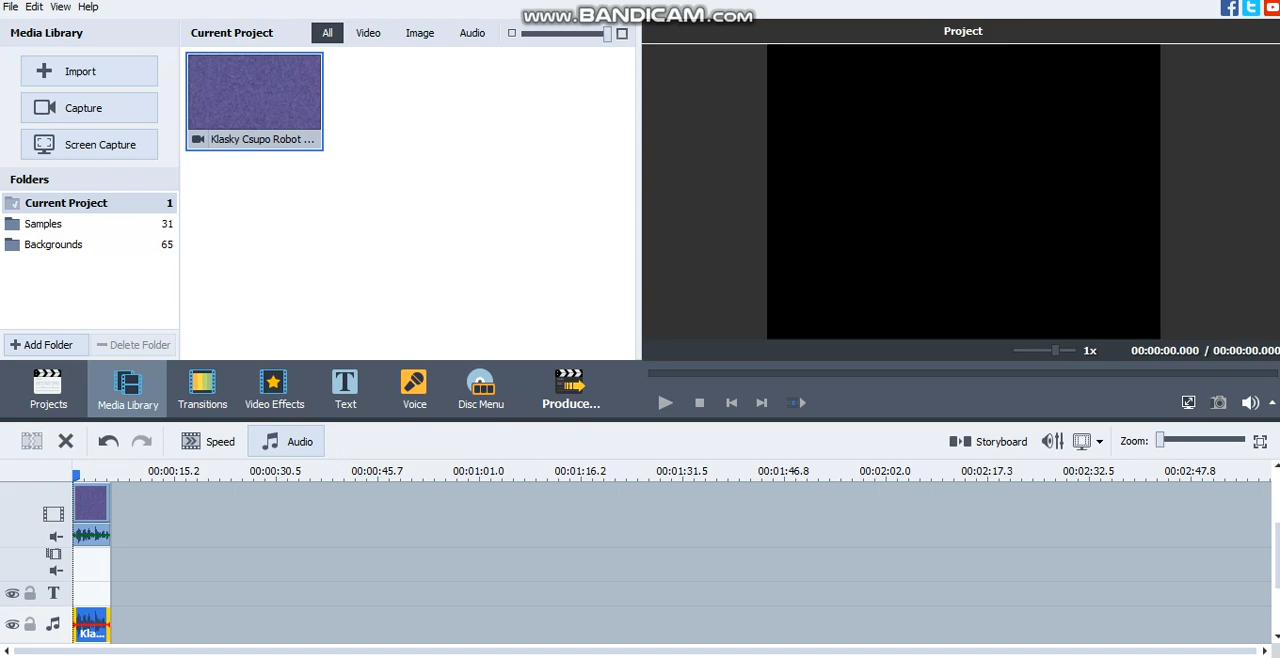 File Edit View Help
www.BANDICAM.com
Media Library
Current Project All Video Image Audio
Project
Import
Capture
Screen Capture
Klasky Csupo Robot ...
Folders
Current Project 1
Samples 31
Backgrounds 65
Add Folder Delete Folder
1x 00:00:00.000 / 00:00:00.000
Projects Media Library Transitions Video Effects Text Voice Disc Menu Produce...
Speed Audio Storyboard Zoom:
00:00:15.2 00:00:30.5 00:00:45.7 00:01:01.0 00:01:16.2 00:01:31.5 00:01:46.8 00:02:02.0 00:02:17.3 00:02:32.5 00:02:47.8
T
Kla...